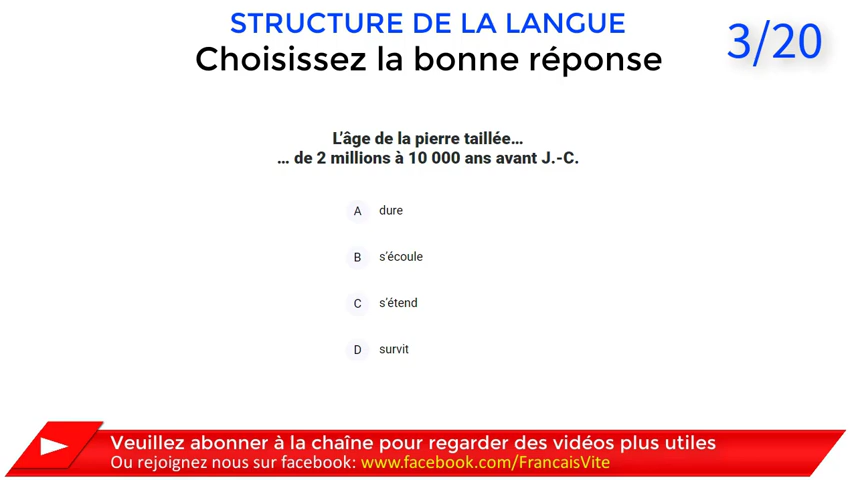 STRUCTURE DE LA LANGUE
Choisissez la bonne réponse
3/20
L’âge de la pierre taillée...
... de 2 millions à 10 000 ans avant J.-C.
A dure
B s’écoule
C s’étend
D survit
Veuillez abonner à la chaîne pour regarder des vidéos plus utiles
Ou rejoignez nous sur facebook: www.facebook.com/FrancaisVite